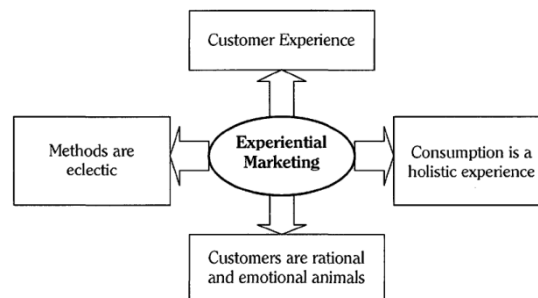 Customer Experience
Methods are
eclectic
Experiential
Marketing
Consumption is a
holistic experience
Customers are rational
and emotional animals